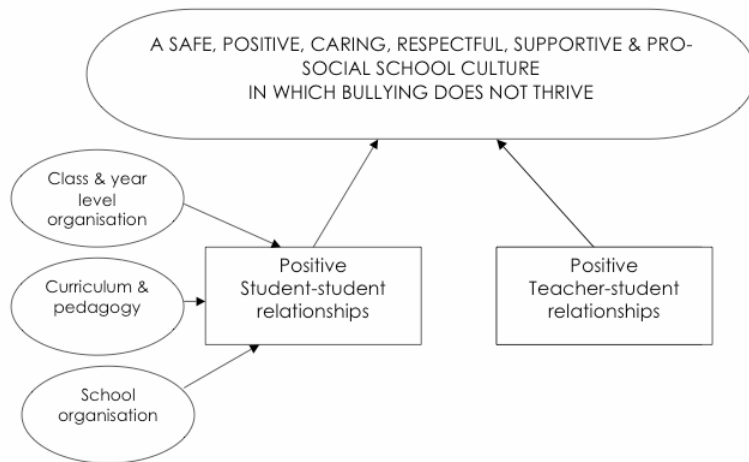 A SAFE, POSITIVE, CARING, RESPECTFUL, SUPPORTIVE & PRO-
SOCIAL SCHOOL CULTURE
IN WHICH BULLYING DOES NOT THRIVE
Class & year
level
organisation
Curriculum &
pedagogy
School
organisation
Positive
Student-student
relationships
Positive
Teacher-student
relationships